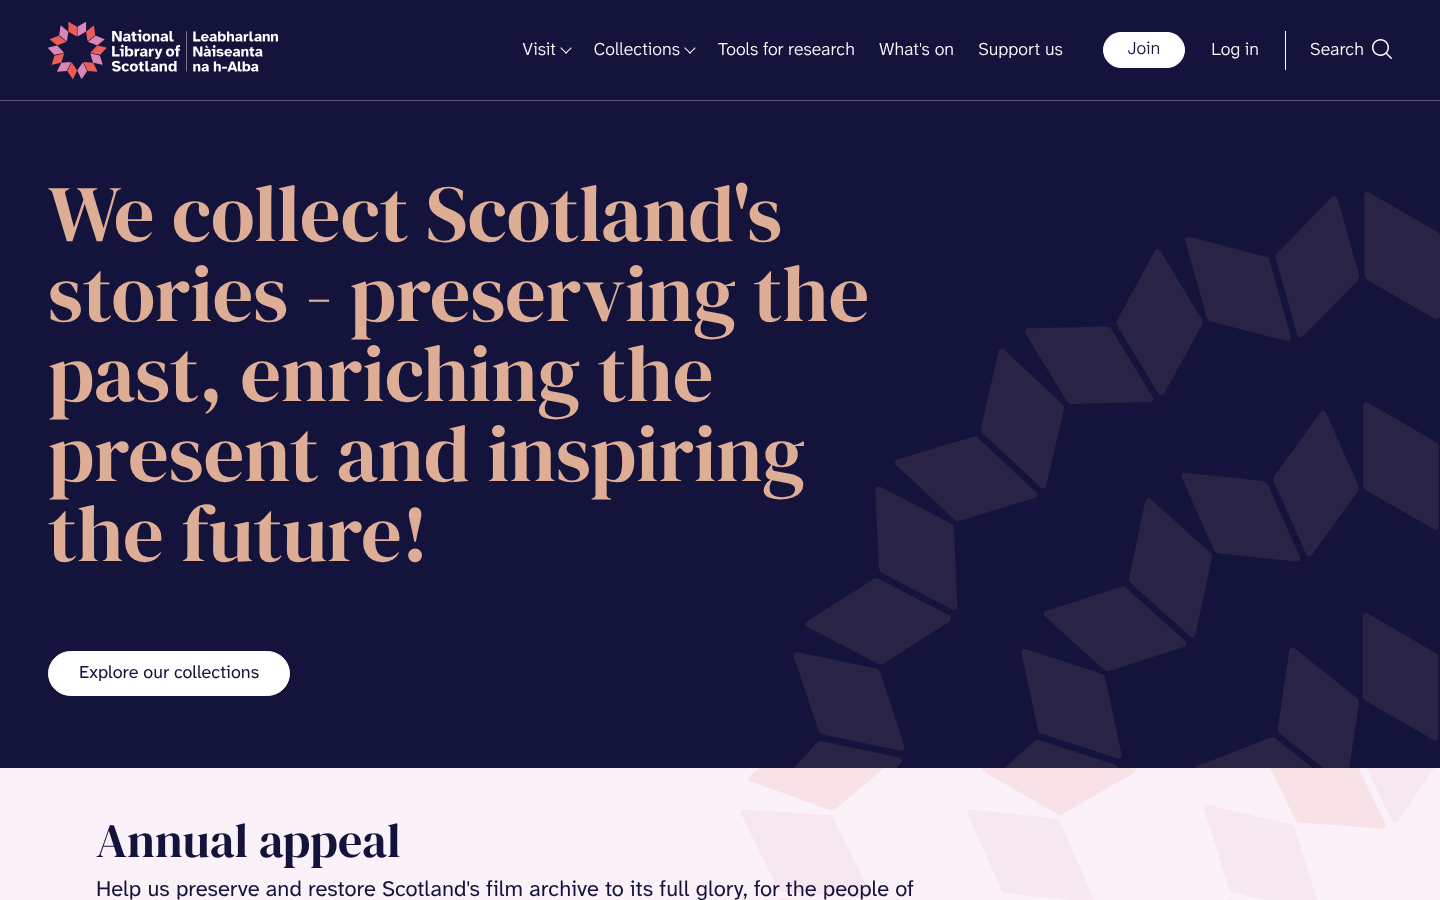 National
Library of
Scotland
Leabharlann
Nàiseanta
na h-Alba
Visit
Collections
Tools for research
What's on
Support us
Join
Log in
Search
We collect Scotland's
stories - preserving the
past, enriching the
present and inspiring
the future!
Explore our collections
Annual appeal
Help us preserve and restore Scotland's film archive to its full glory, for the people of